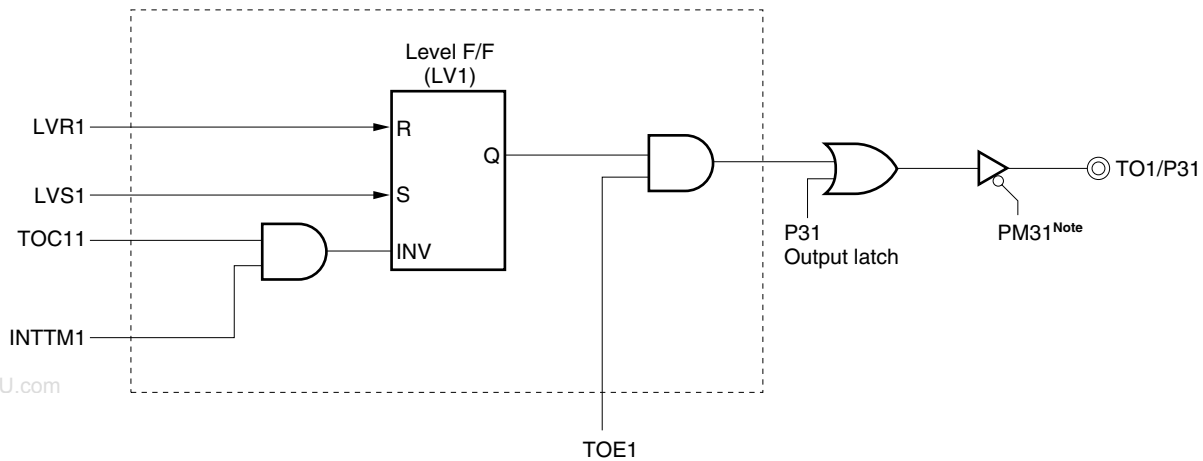 Level F/F
(LV1)
LVR1
R
Q
TO1/P31
LVS1
S
TOC11
P31
Output latch
PM31Note
INV
INTTM1
U.com
TOE1